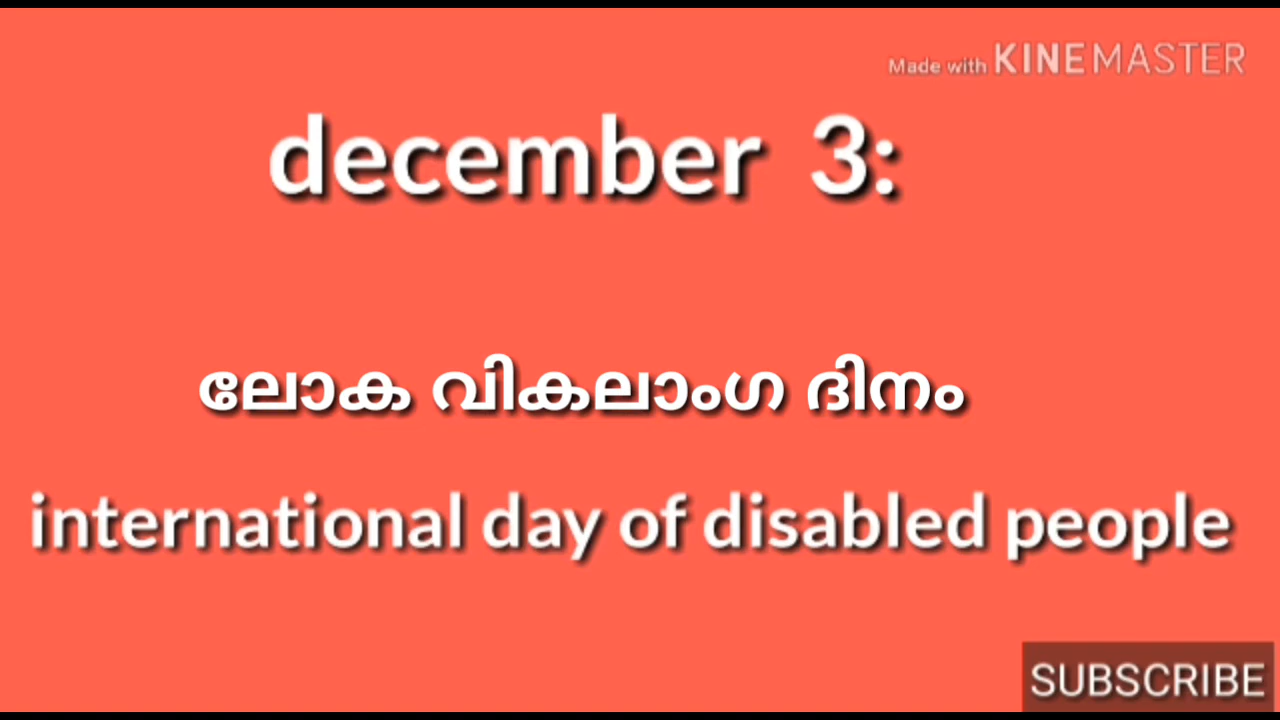 Made with KINEMASTER
december 3:
ലോക വികലാംഗ ദിനം
international day of disabled people
SUBSCRIBE